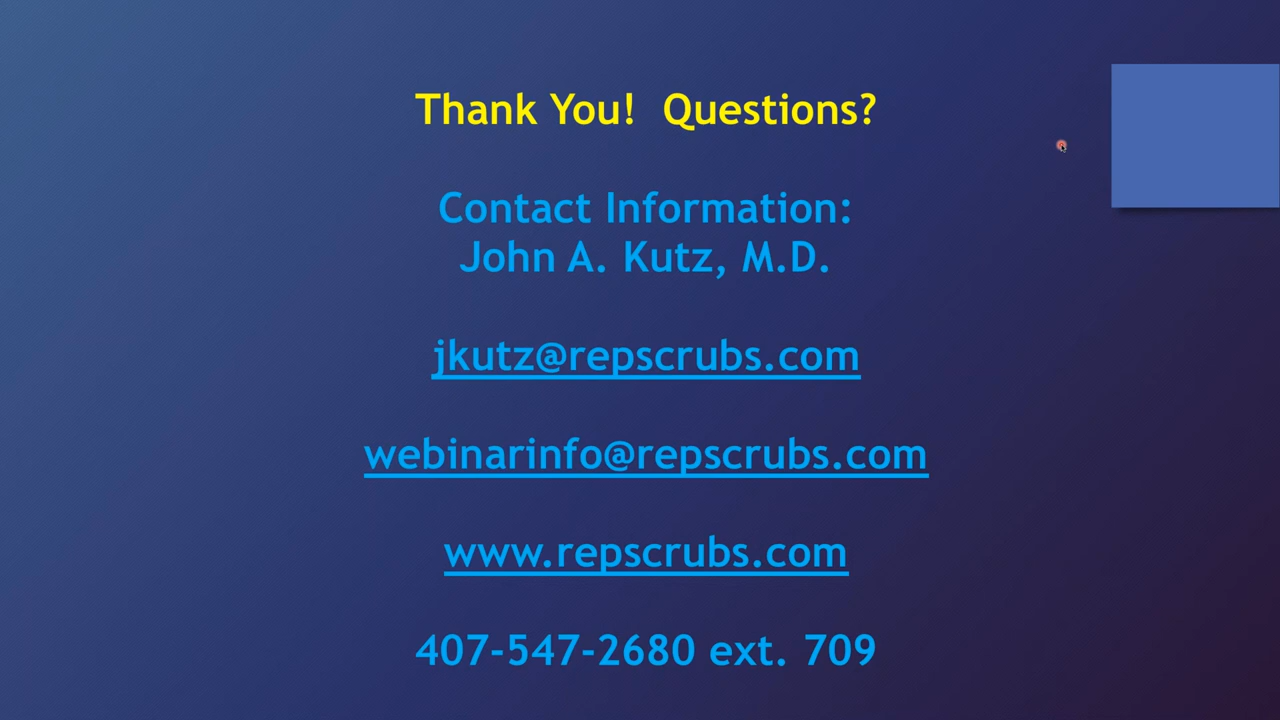 Thank You!  Questions?
Contact Information:
John A. Kutz, M.D.
jkutz@repscrubs.com
webinarinfo@repscrubs.com
www.repscrubs.com
407-547-2680 ext. 709